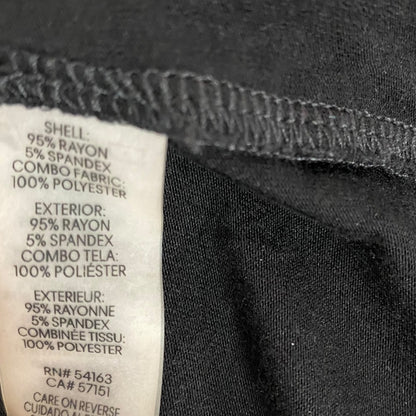 SHELL:
95% RAYON
5% SPANDEX
COMBO FABRIC:
100% POLYESTER
EXTERIOR:
95% RAYON
5% SPANDEX
COMBO TELA:
100% POLIÉSTER
EXTERIEUR:
95% RAYONNE
5% SPANDEX
COMBINÉE TISSU:
100% POLYESTER
RN# 54163
CA# 57151
CARE ON REVERSE